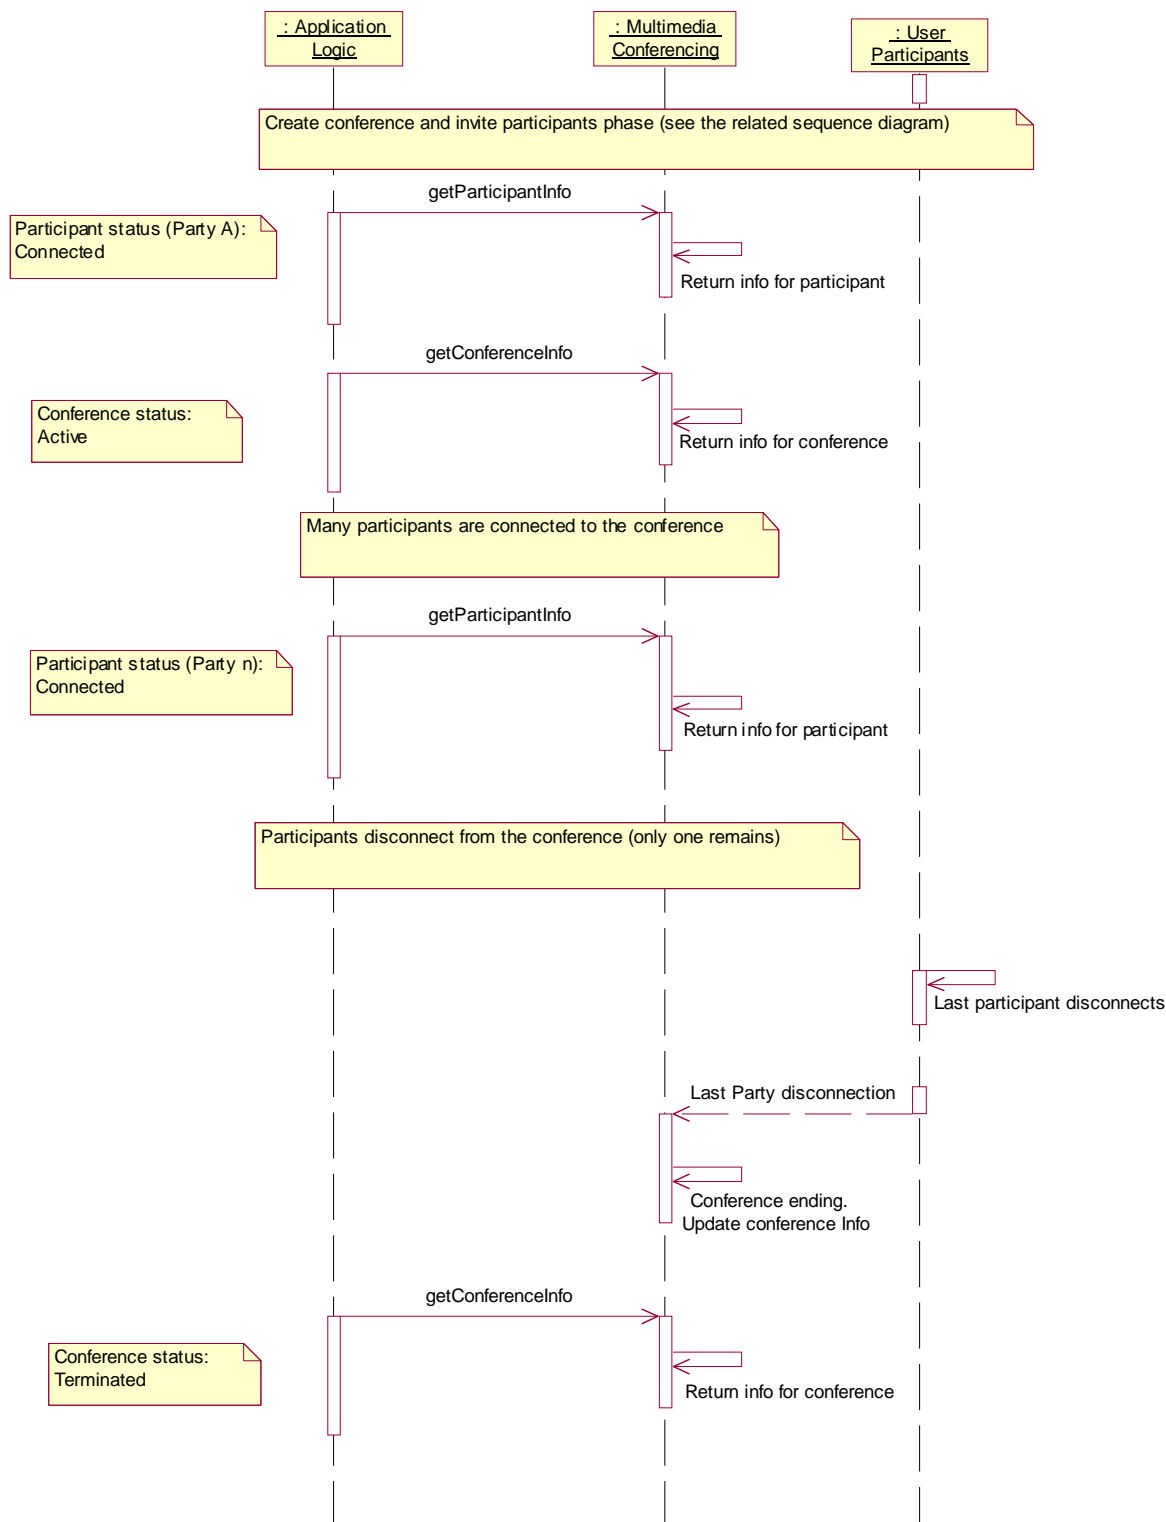 : Application
Logic
: Multimedia
Conferencing
: User
Participants
Create conference and invite participants phase (see the related sequence diagram)
getParticipantInfo
Participant status (Party A):
Connected
Return info for participant
getConferenceInfo
Conference status:
Active
Return info for conference
Many participants are connected to the conference
getParticipantInfo
Participant status (Party n):
Connected
Return info for participant
Participants disconnect from the conference (only one remains)
Last participant disconnects
Last Party disconnection
Conference ending.
Update conference Info
getConferenceInfo
Conference status:
Terminated
Return info for conference